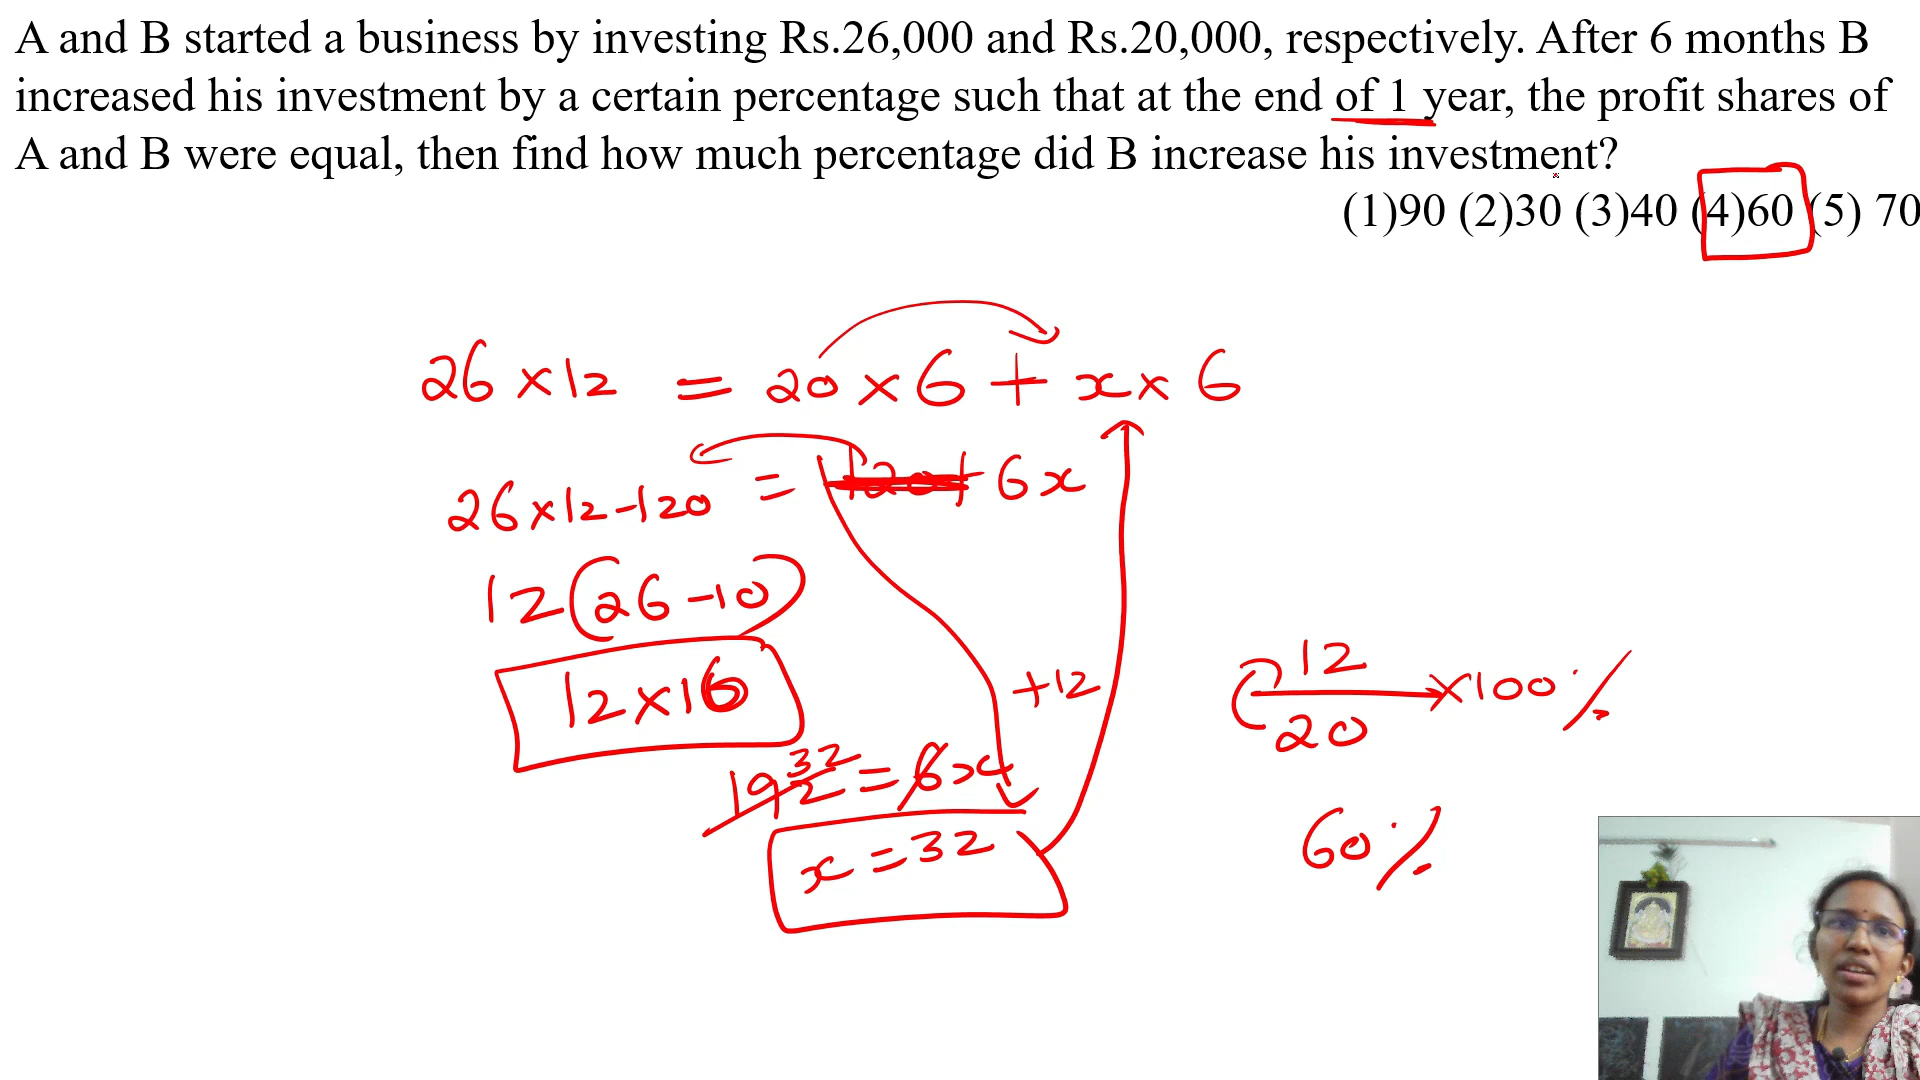 A and B started a business by investing Rs.26,000 and Rs.20,000, respectively. After 6 months B
increased his investment by a certain percentage such that at the end of 1 year, the profit shares of
A and B were equal, then find how much percentage did B increase his investment?
(1)90 (2)30 (3)40 (4)60 (5) 70
26 × 12 = 20 × 6 + x × 6
26 × 12 - 120 = 120 + 6x
12(26 - 10)
12 × 16
+12
12/20 × 100%
192 32 = 6x
x = 32
60%